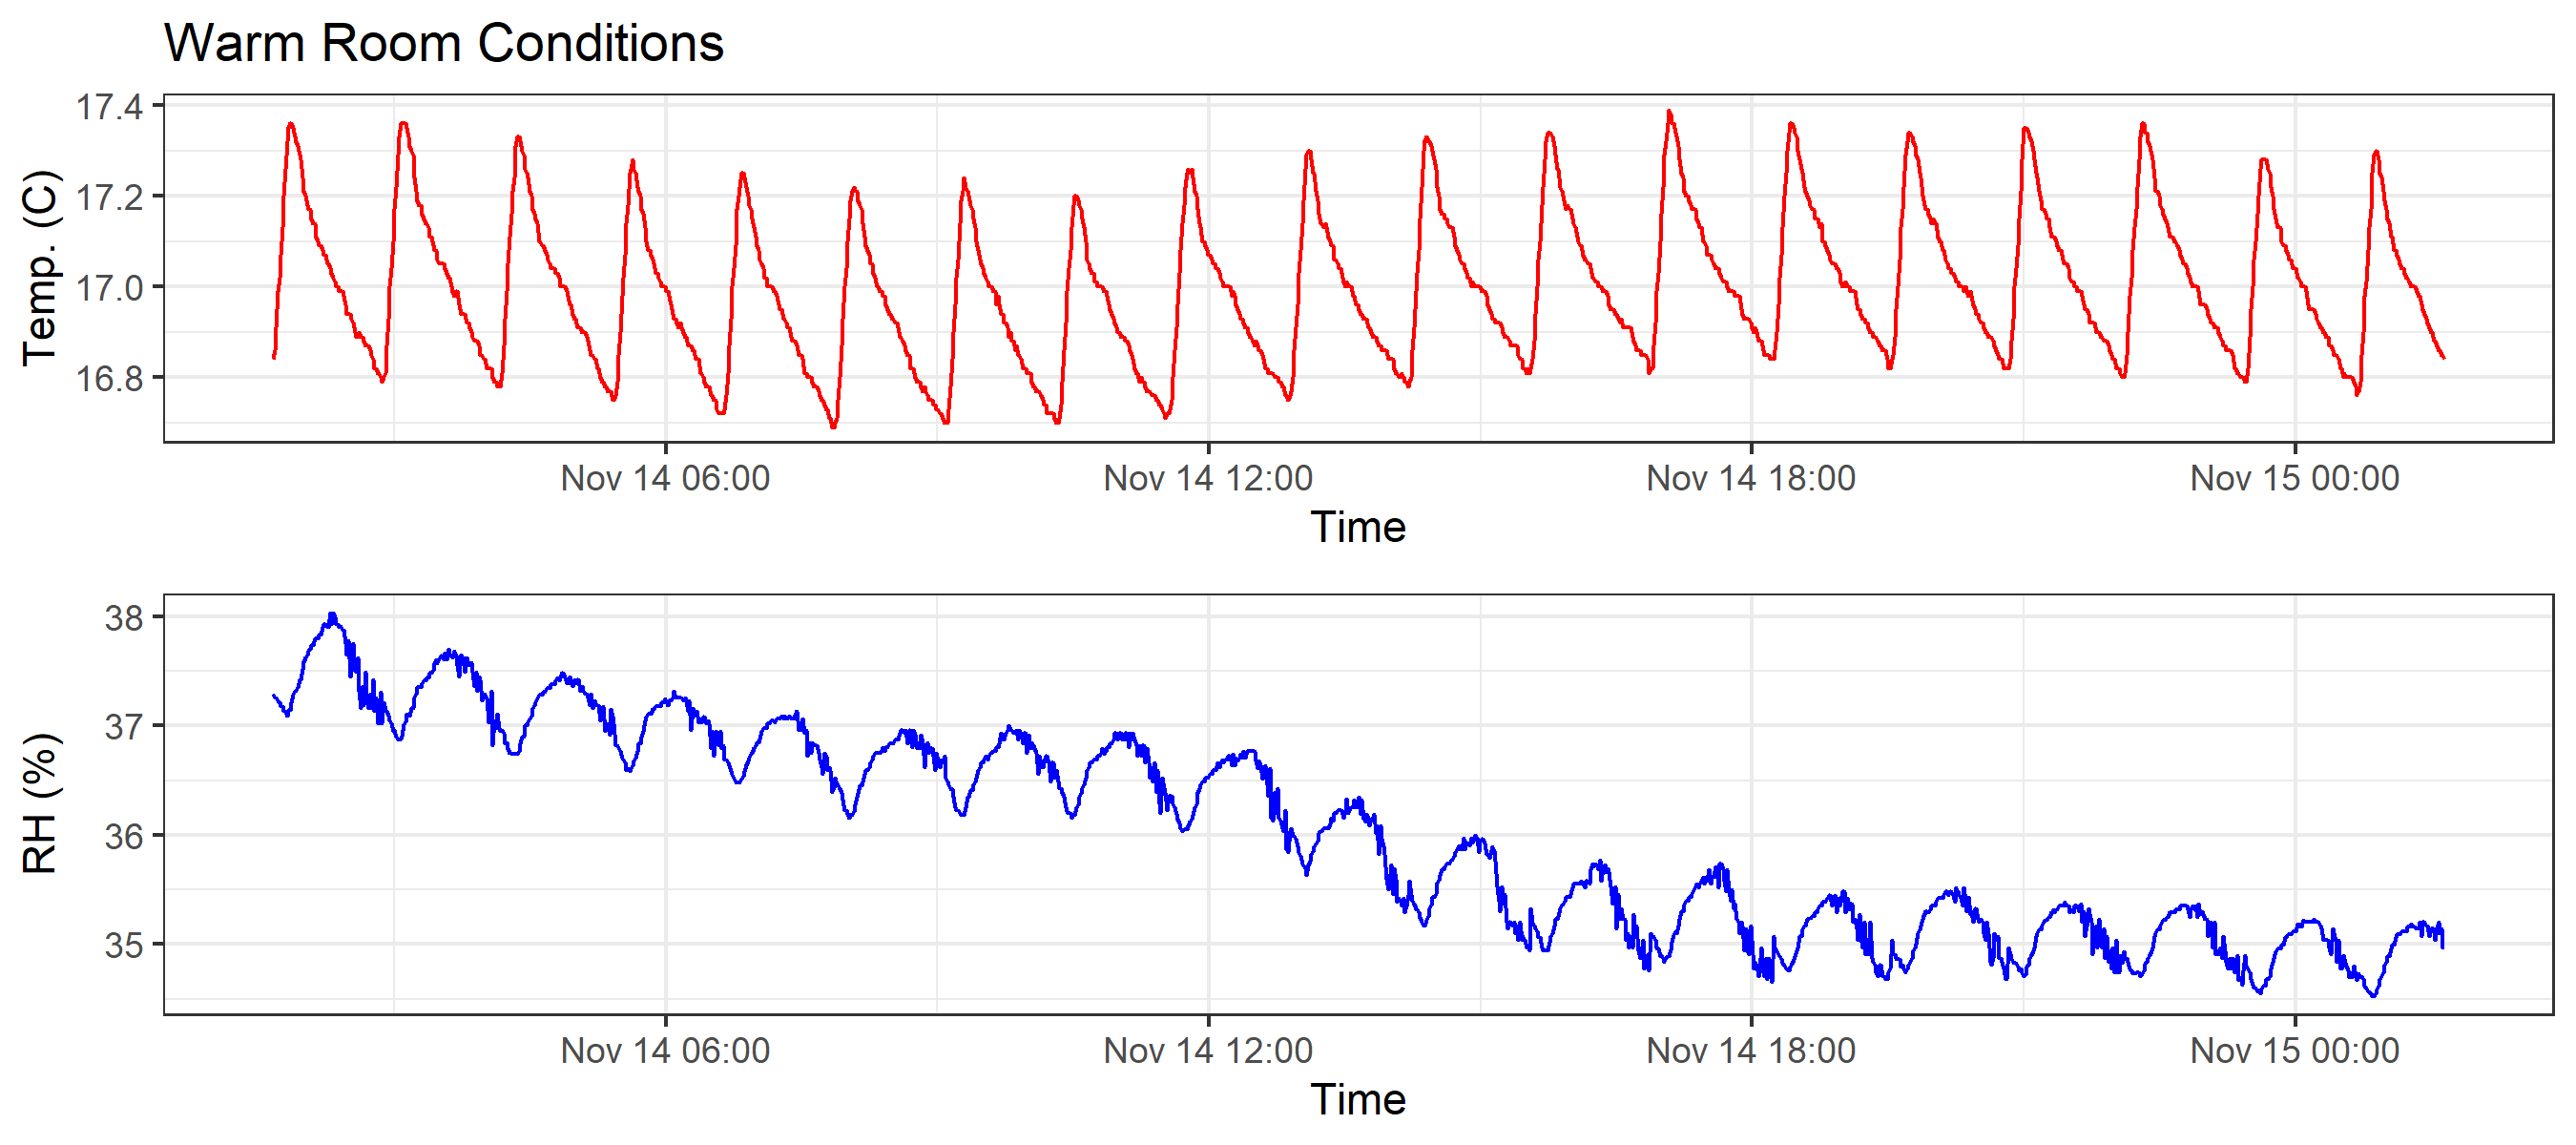 Warm Room Conditions
17.4
17.2
17.0
16.8
Temp. (C)
Nov 14 06:00 Nov 14 12:00 Nov 14 18:00 Nov 15 00:00
Time
38
37
36
35
RH (%)
Nov 14 06:00 Nov 14 12:00 Nov 14 18:00 Nov 15 00:00
Time